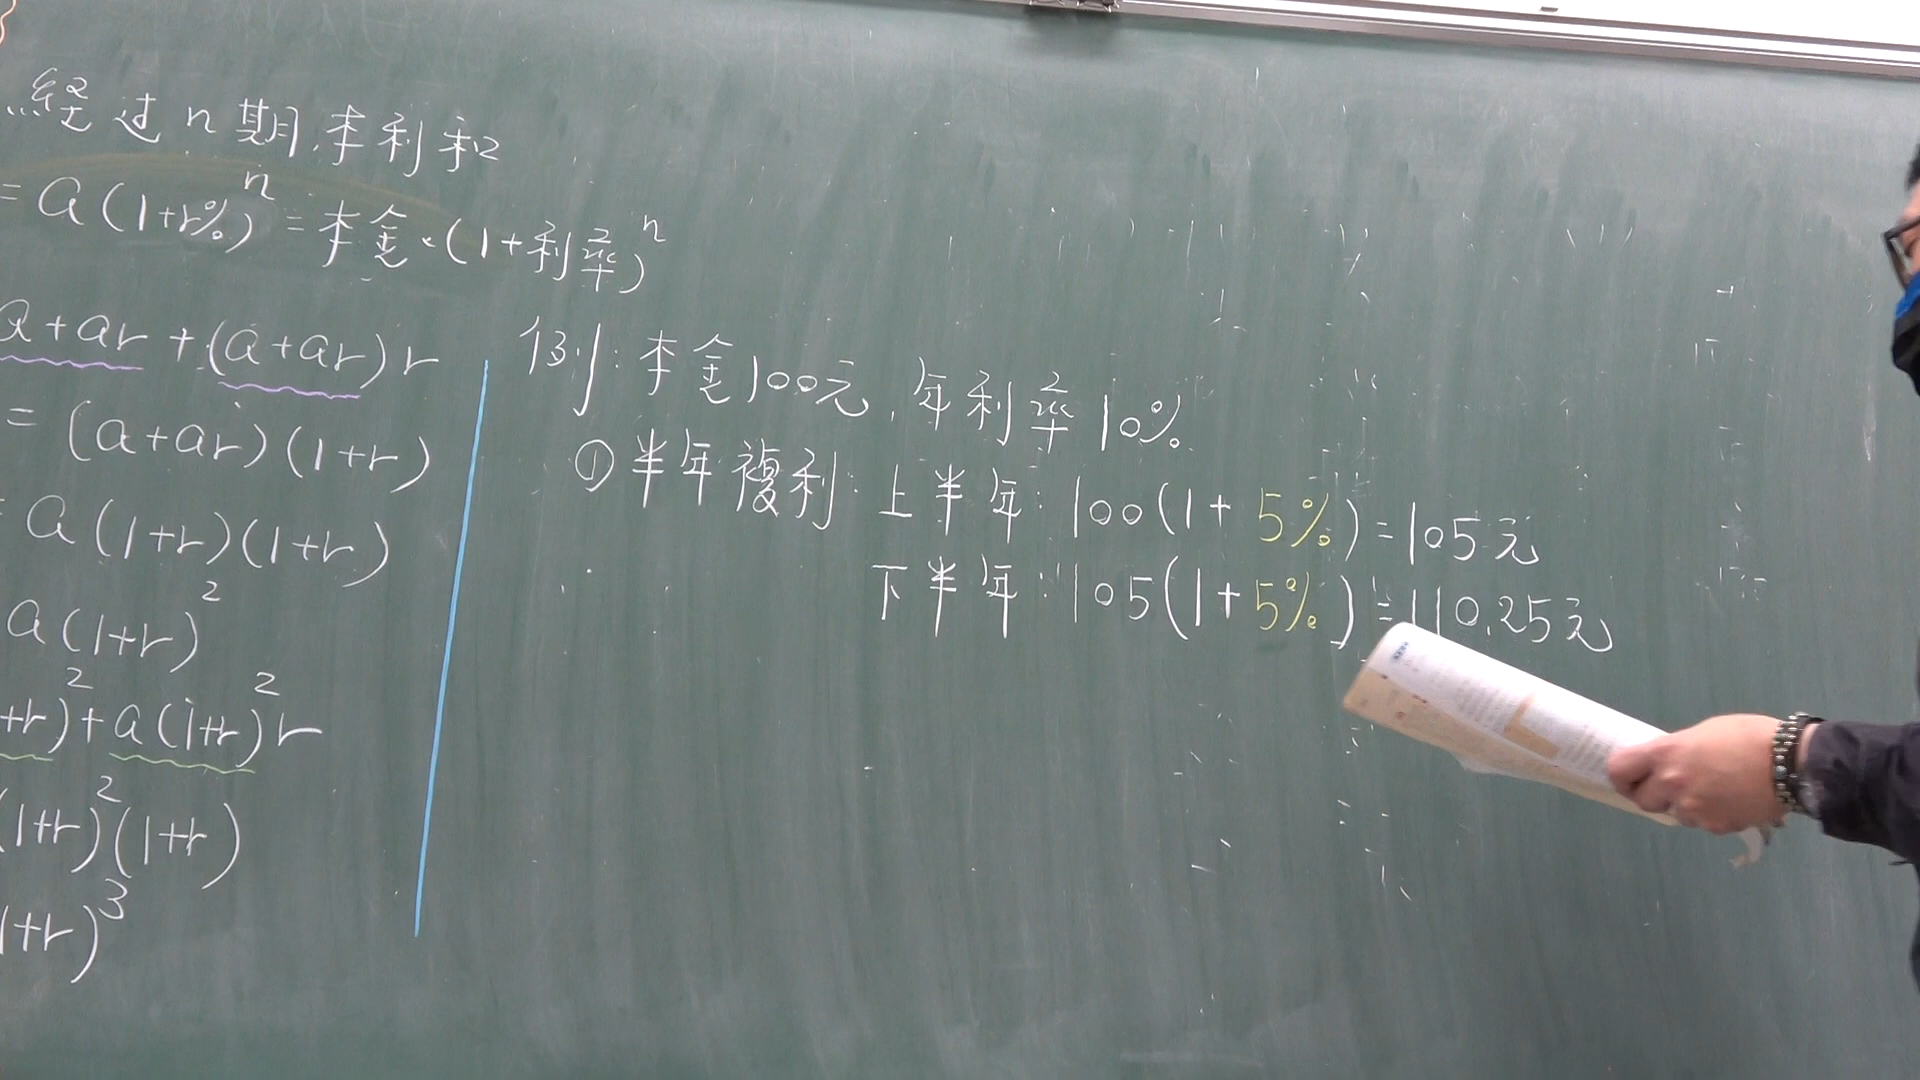 経过n期,本利和
= a(1+r%)^n = 本金·(1+利率)^n
a+ar+(a+ar)r
= (a+ar)(1+r)
= a(1+r)(1+r)
a(1+r)^2
+r)^2+a(1+r)^2r
(1+r)^2(1+r)
1+r)^3
例:本金100元,年利率10%
①半年複利:上半年:100(1+5%)=105元
下半年:105(1+5%)=110.25元